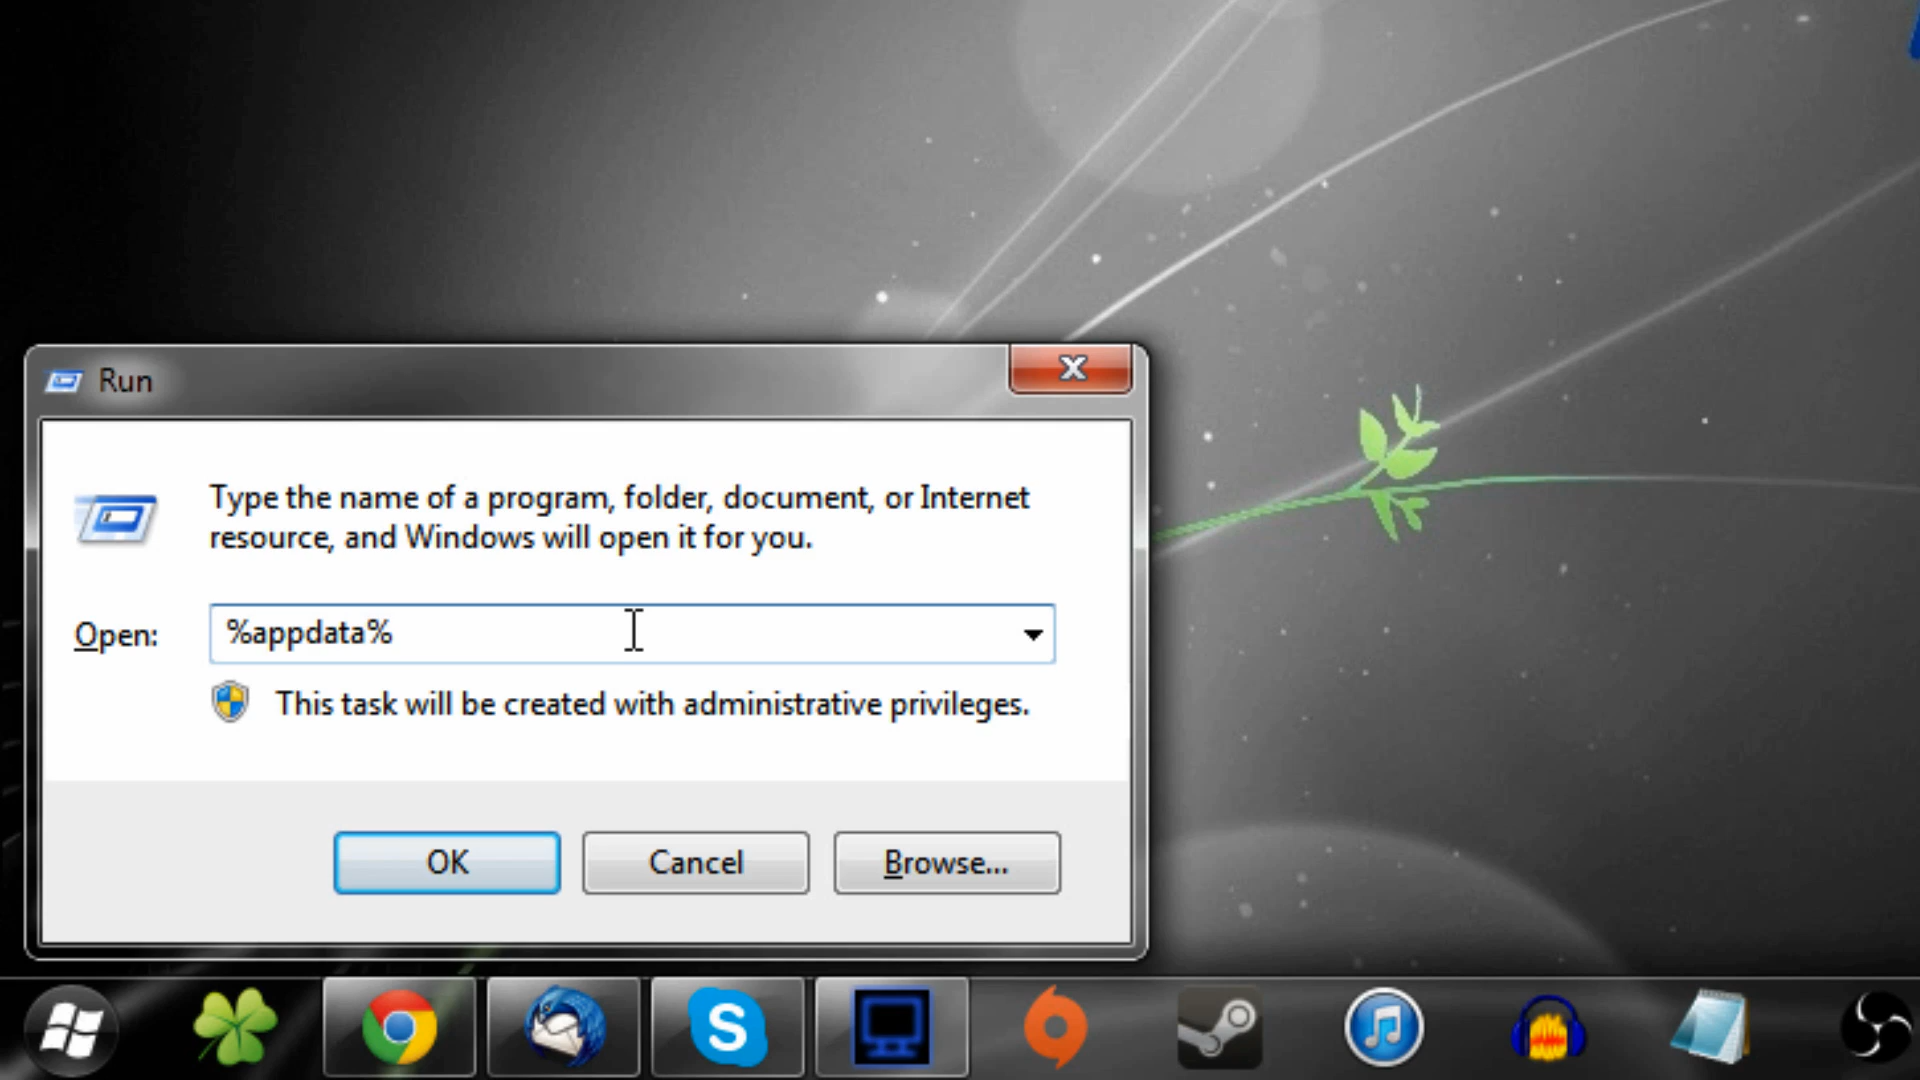 Run
Type the name of a program, folder, document, or Internet
resource, and Windows will open it for you.
Open: %appdata%
This task will be created with administrative privileges.
OK Cancel Browse...